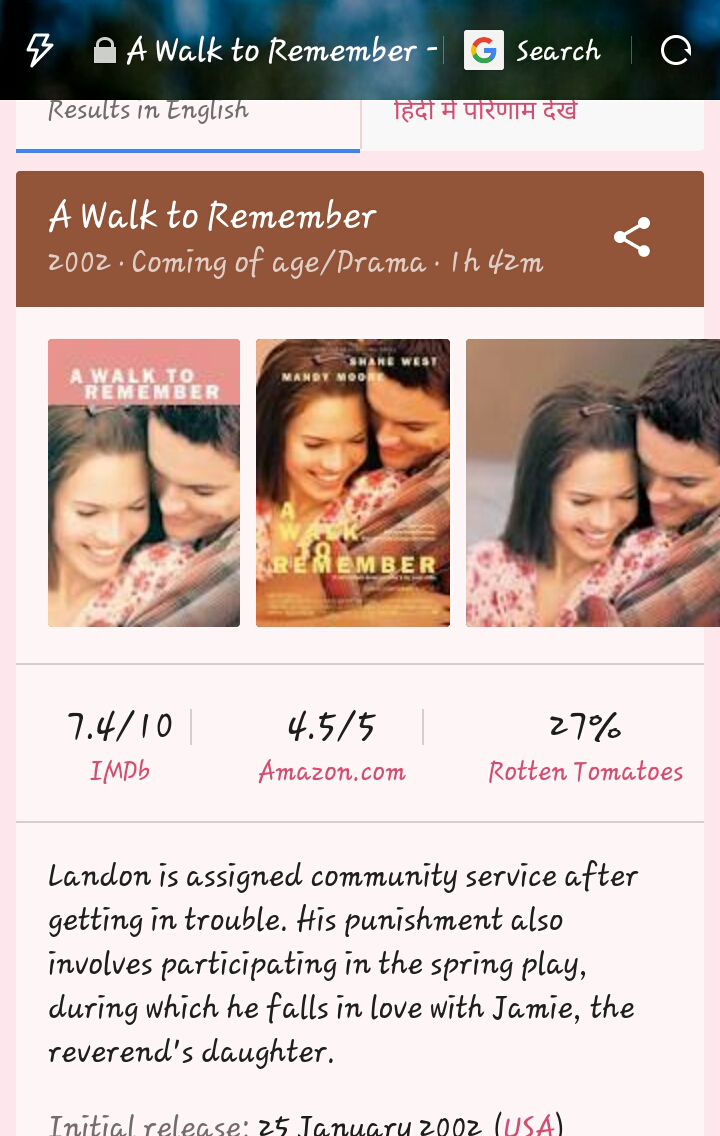 A Walk to Remember -
Search
Results in English
हिंदी में परिणाम देखें
A Walk to Remember
2002 · Coming of age/Drama · 1h 42m
A WALK TO
REMEMBER
SHANE WEST
MANDY MOORE
A
WALK
TO
REMEMBER
7.4/10
IMDb
4.5/5
Amazon.com
27%
Rotten Tomatoes
Landon is assigned community service after
getting in trouble. His punishment also
involves participating in the spring play,
during which he falls in love with Jamie, the
reverend's daughter.
Initial release: 25 January 2002 (USA)